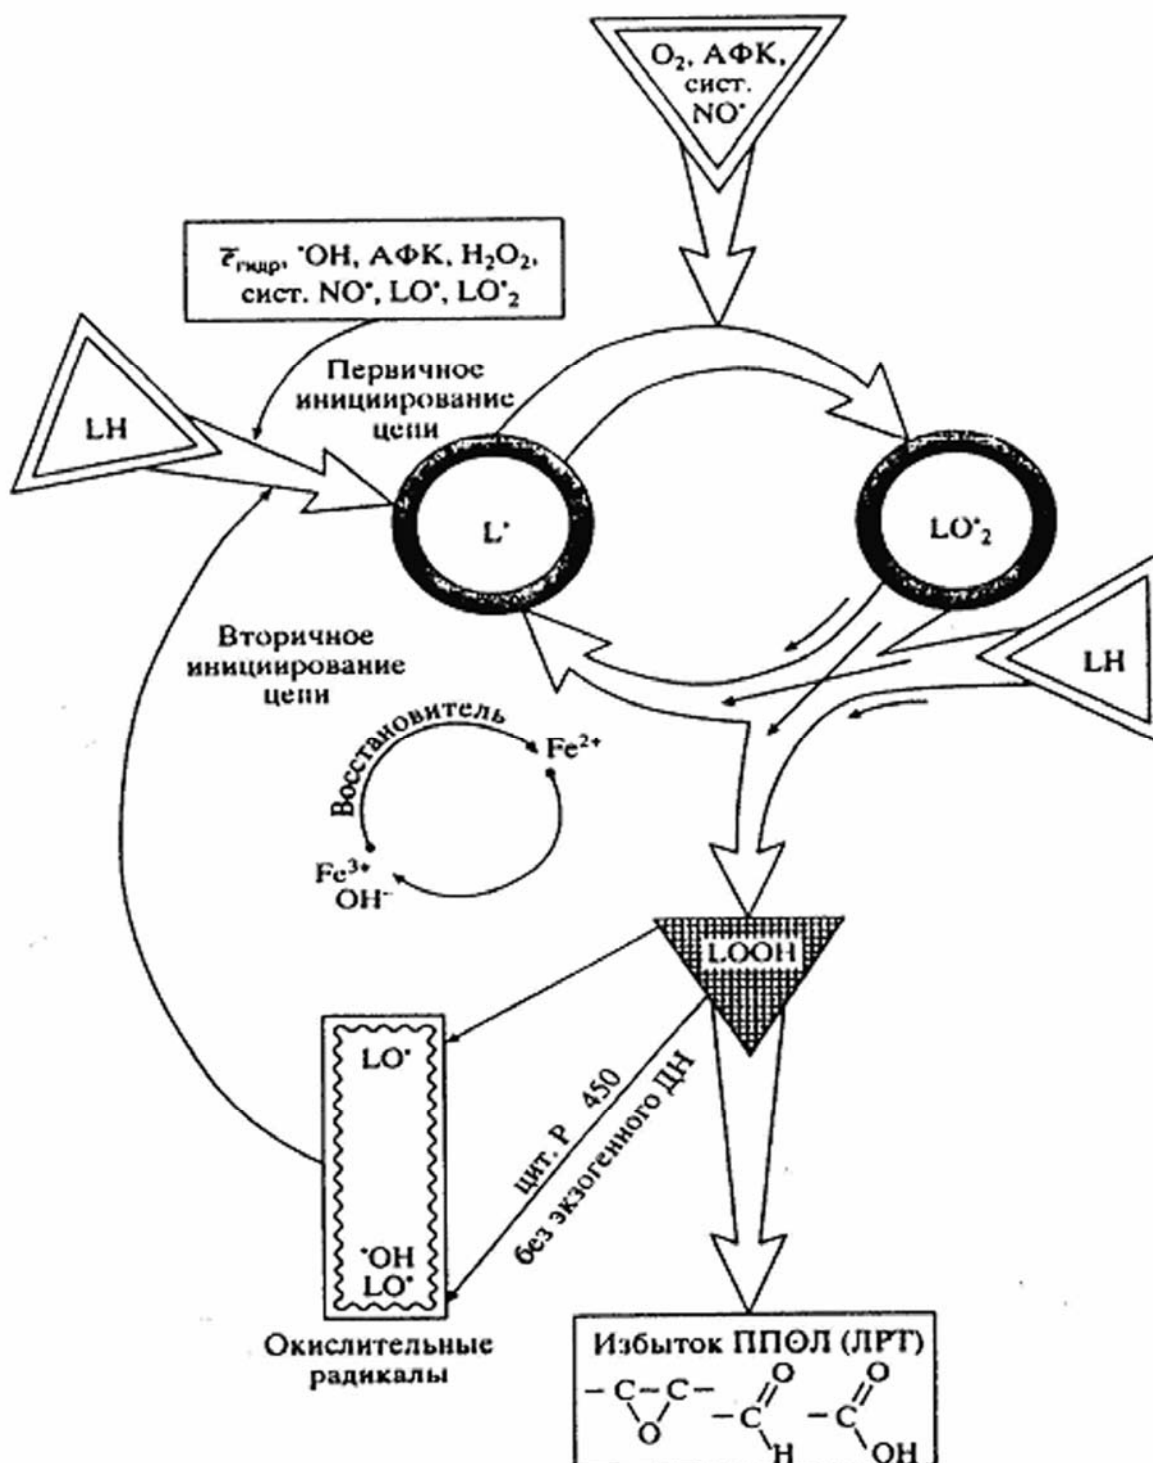 O₂, АФК,
сист.
NO•
e̅гидр, •OH, АФК, H₂O₂,
сист. NO•, LO•, LO•₂
Первичное
инициирование
цепи
LH
L•
LO•₂
LH
Вторичное
инициирование
цепи
Восстановитель
Fe²⁺
Fe³⁺
OH⁻
LOOH
LO•
цит. P 450
без экзогенного ДН
•OH
LO•
Окислительные
радикалы
Избыток ППОЛ (ЛРТ)
– C – C –
O
– C
O
H
– C
O
OH